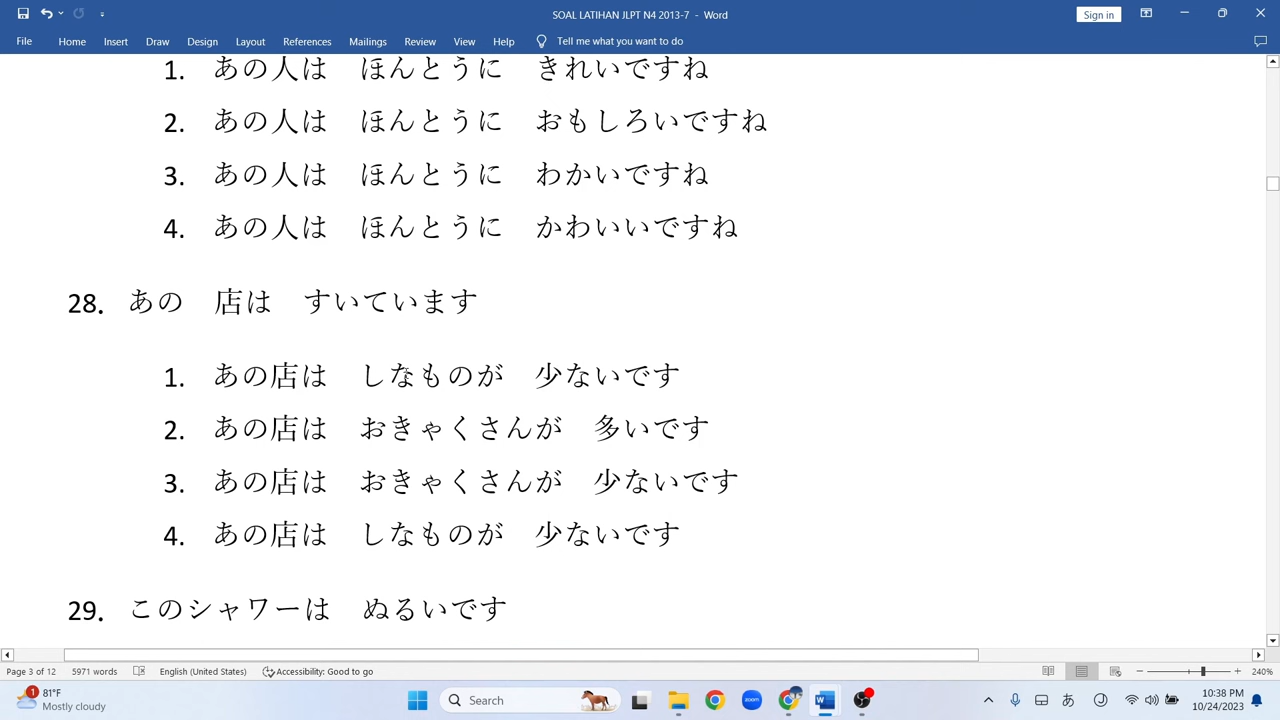 SOAL LATIHAN JLPT N4 2013-7 - Word
Sign in
File Home Insert Draw Design Layout References Mailings Review View Help Tell me what you want to do
1. あの人は ほんとうに きれいですね
2. あの人は ほんとうに おもしろいですね
3. あの人は ほんとうに わかいですね
4. あの人は ほんとうに かわいいですね
28. あの 店は すいています
1. あの店は しなものが 少ないです
2. あの店は おきゃくさんが 多いです
3. あの店は おきゃくさんが 少ないです
4. あの店は しなものが 少ないです
29. このシャワーは ぬるいです
Page 3 of 12 5971 words English (United States) Accessibility: Good to go 240%
1 81°F
Mostly cloudy
Search
zoom
あ
10:38 PM
10/24/2023